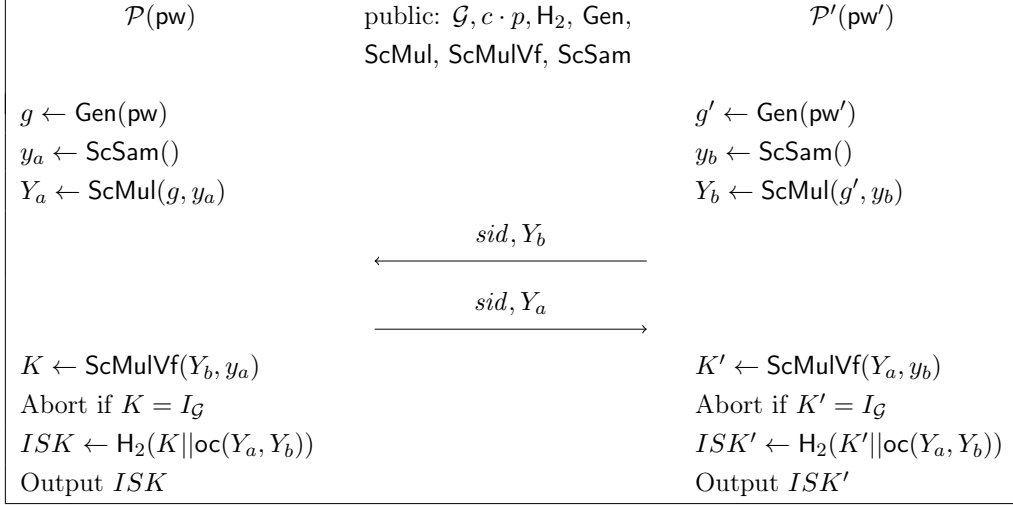 𝒫(pw) public: 𝒢, c · p, H₂, Gen, 𝒫′(pw′)
ScMul, ScMulVf, ScSam
g ← Gen(pw) g′ ← Gen(pw′)
y_a ← ScSam() y_b ← ScSam()
Y_a ← ScMul(g, y_a) Y_b ← ScMul(g′, y_b)
sid, Y_b
sid, Y_a
K ← ScMulVf(Y_b, y_a) K′ ← ScMulVf(Y_a, y_b)
Abort if K = I_𝒢 Abort if K′ = I_𝒢
ISK ← H₂(K||oc(Y_a, Y_b)) ISK′ ← H₂(K′||oc(Y_a, Y_b))
Output ISK Output ISK′